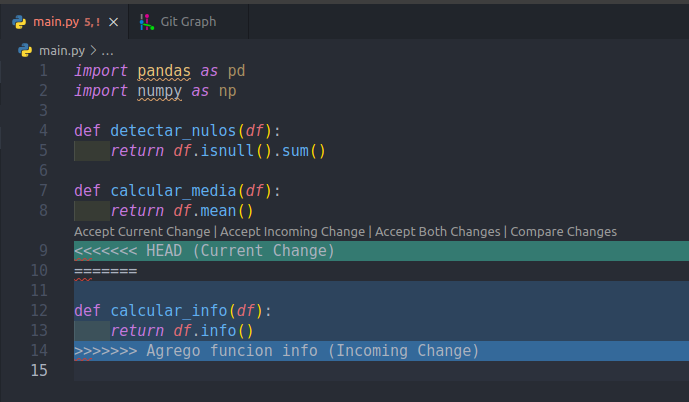 main.py 5, !
Git Graph
main.py > ...
1 import pandas as pd
2 import numpy as np
3
4 def detectar_nulos(df):
5     return df.isnull().sum()
6
7 def calcular_media(df):
8     return df.mean()
Accept Current Change | Accept Incoming Change | Accept Both Changes | Compare Changes
9 <<<<<<< HEAD (Current Change)
10 =======
11
12 def calcular_info(df):
13     return df.info()
14 >>>>>>> Agrego funcion info (Incoming Change)
15